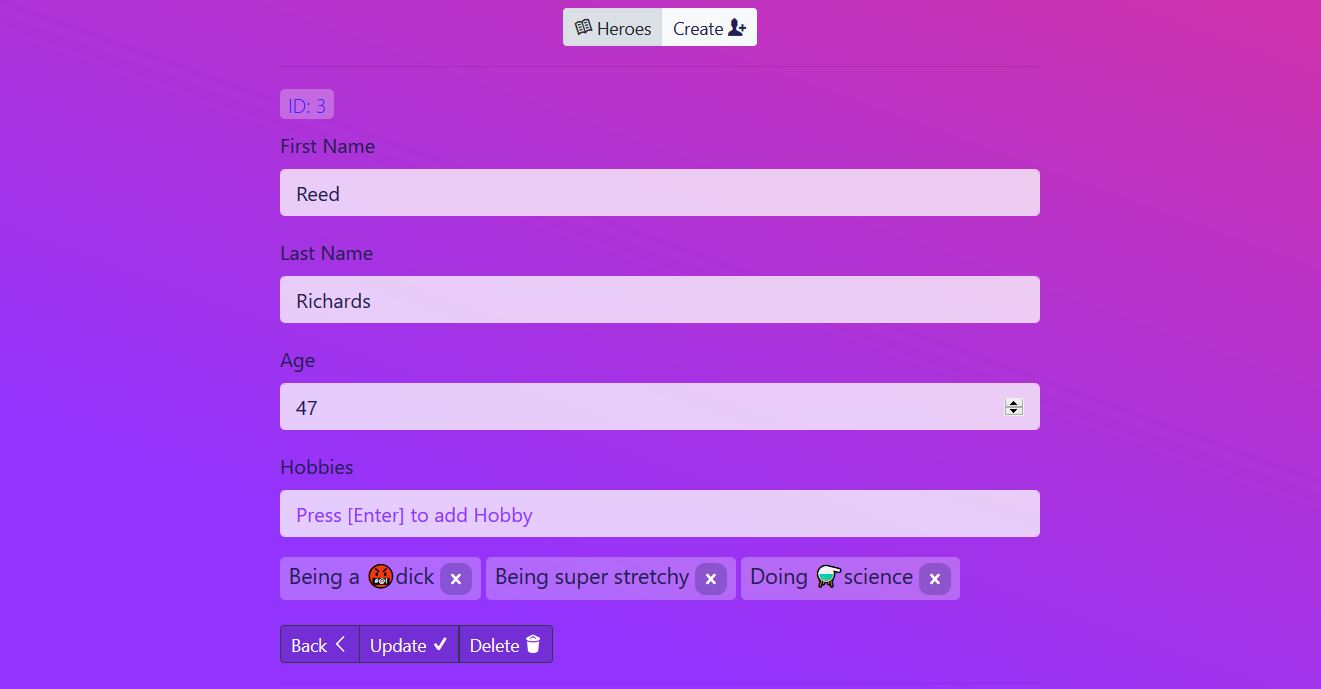 Heroes Create
ID: 3
First Name
Reed
Last Name
Richards
Age
47
Hobbies
Press [Enter] to add Hobby
Being a 🤬dick × Being super stretchy × Doing science ×
Back Update Delete